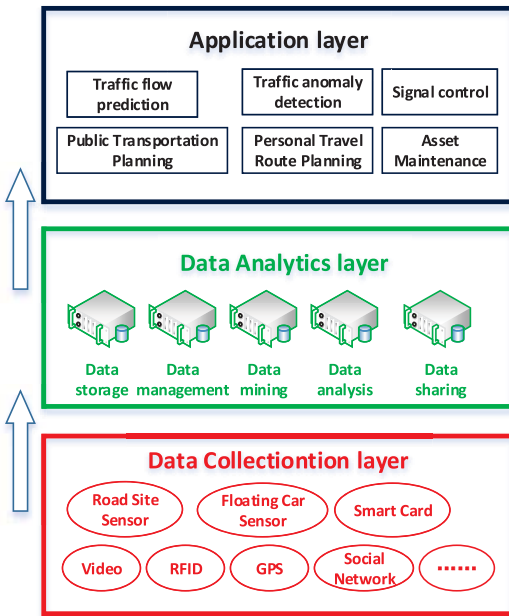 Application layer
Traffic flow
prediction
Traffic anomaly
detection
Signal control
Public Transportation
Planning
Personal Travel
Route Planning
Asset
Maintenance
Data Analytics layer
Data
storage
Data
management
Data
mining
Data
analysis
Data
sharing
Data Collectiontion layer
Road Site
Sensor
Floating Car
Sensor
Smart Card
Video
RFID
GPS
Social
Network
······